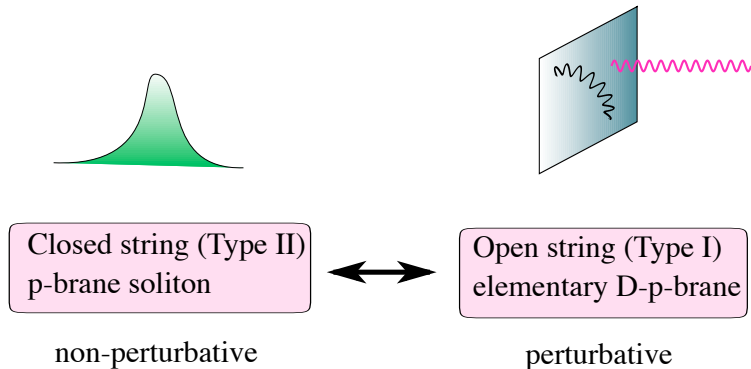 Closed string (Type II)
p-brane soliton
Open string (Type I)
elementary D-p-brane
non-perturbative
perturbative